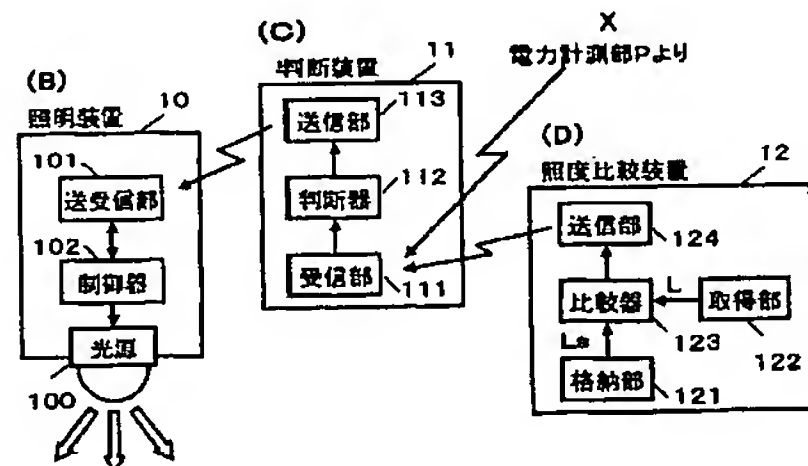 X
電力計測部Pより
(C)
判断装置
11
送信部
113
判断器
112
受信部
111
(B)
照明装置
10
101
送受信部
102
制御器
光源
100
(D)
照度比較装置
12
送信部
124
比較器
123
L
取得部
122
Ls
格納部
121